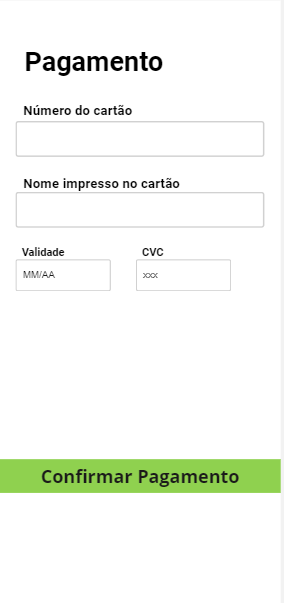 Pagamento
Número do cartão
Nome impresso no cartão
Validade CVC
MM/AA xxx
Confirmar Pagamento